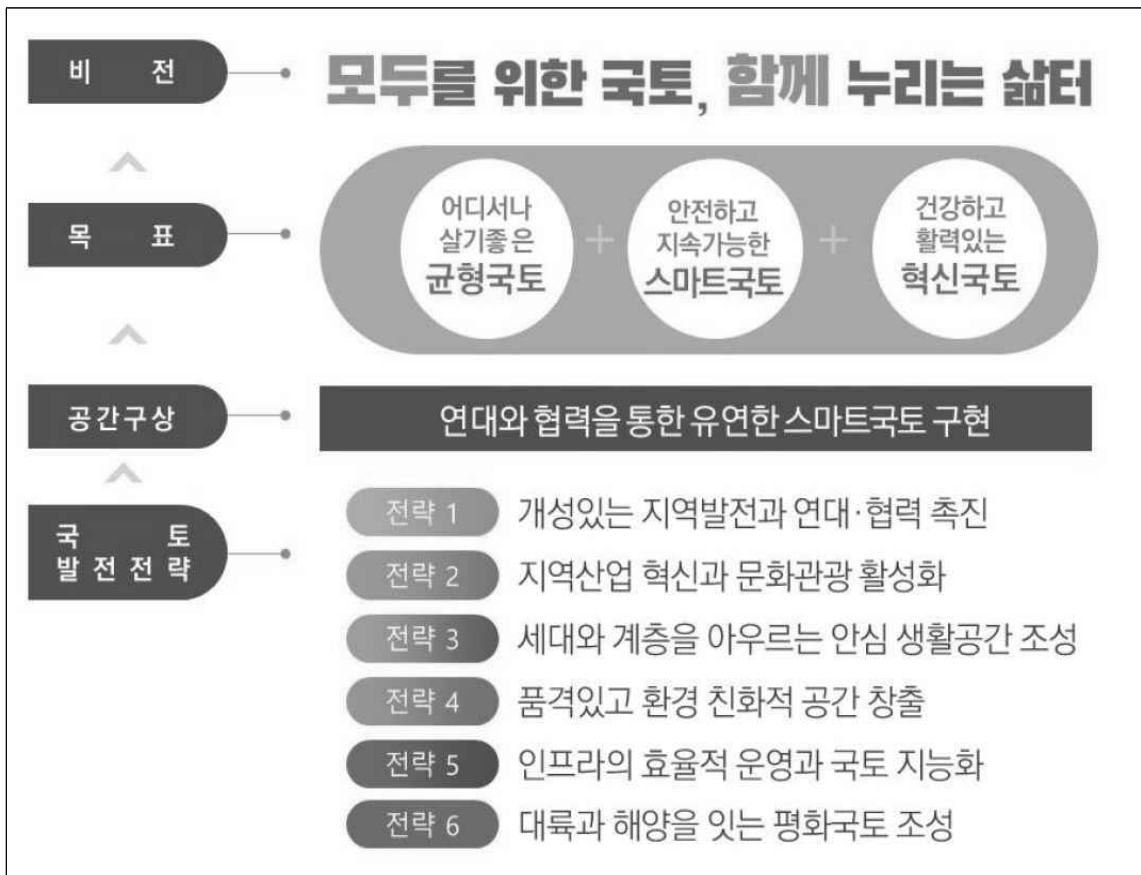 비 전
모두를 위한 국토, 함께 누리는 삶터
목 표
어디서나
살기좋은
균형국토
+
안전하고
지속가능한
스마트국토
+
건강하고
활력있는
혁신국토
공간구상
연대와 협력을 통한 유연한 스마트국토 구현
국 토
발전전략
전략 1 개성있는 지역발전과 연대·협력 촉진
전략 2 지역산업 혁신과 문화관광 활성화
전략 3 세대와 계층을 아우르는 안심 생활공간 조성
전략 4 품격있고 환경 친화적 공간 창출
전략 5 인프라의 효율적 운영과 국토 지능화
전략 6 대륙과 해양을 잇는 평화국토 조성